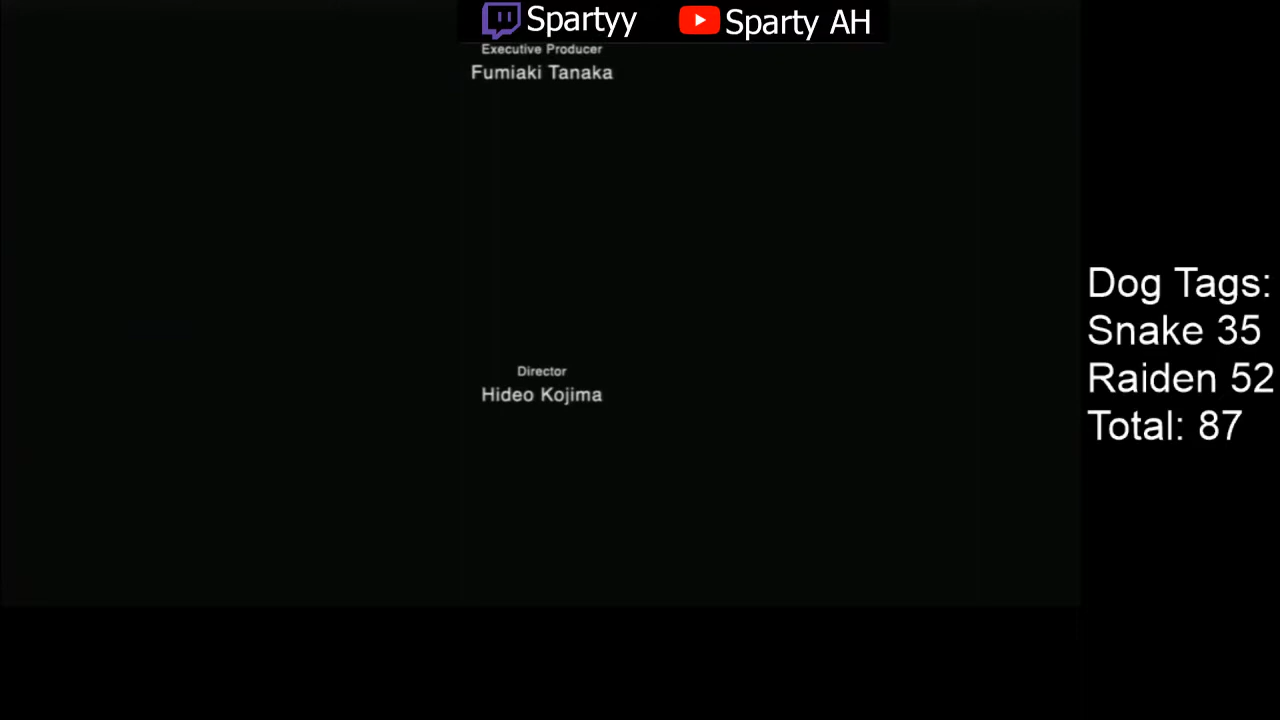 Spartyy Sparty AH
Executive Producer
Fumiaki Tanaka
Director
Hideo Kojima
Dog Tags:
Snake 35
Raiden 52
Total: 87